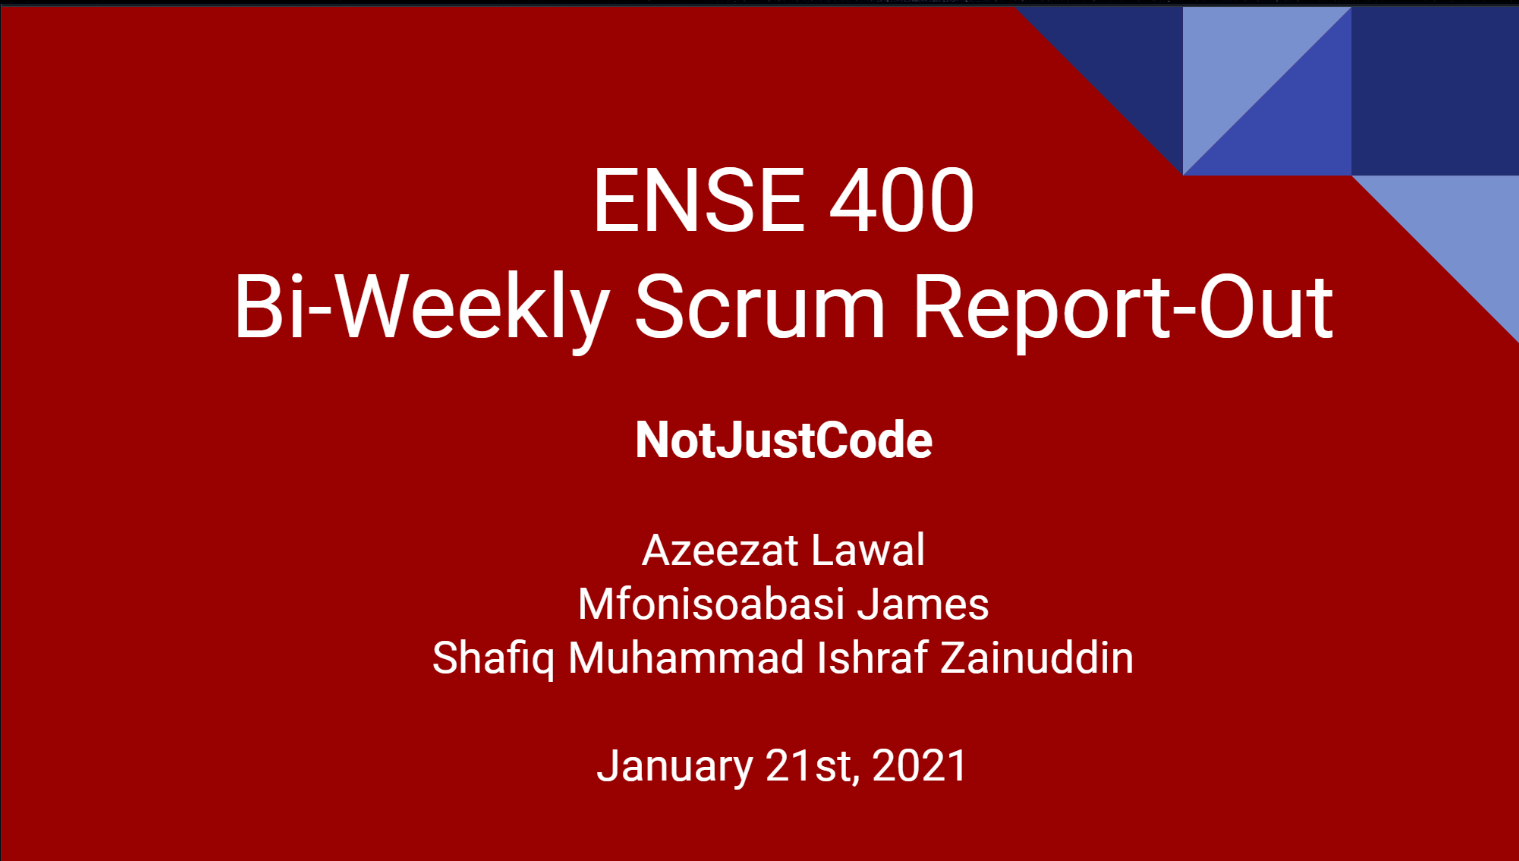 ENSE 400
Bi-Weekly Scrum Report-Out
NotJustCode
Azeezat Lawal
Mfonisoabasi James
Shafiq Muhammad Ishraf Zainuddin
January 21st, 2021